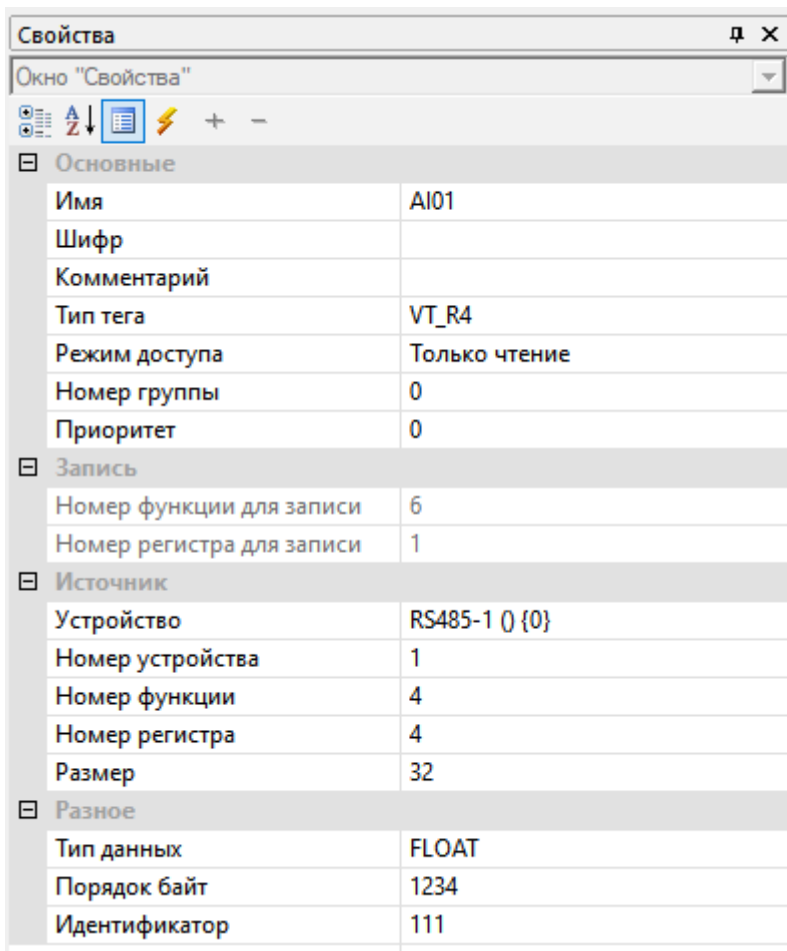 Свойства
Окно "Свойства"
Основные
Имя AI01
Шифр
Комментарий
Тип тега VT_R4
Режим доступа Только чтение
Номер группы 0
Приоритет 0
Запись
Номер функции для записи 6
Номер регистра для записи 1
Источник
Устройство RS485-1 () {0}
Номер устройства 1
Номер функции 4
Номер регистра 4
Размер 32
Разное
Тип данных FLOAT
Порядок байт 1234
Идентификатор 111